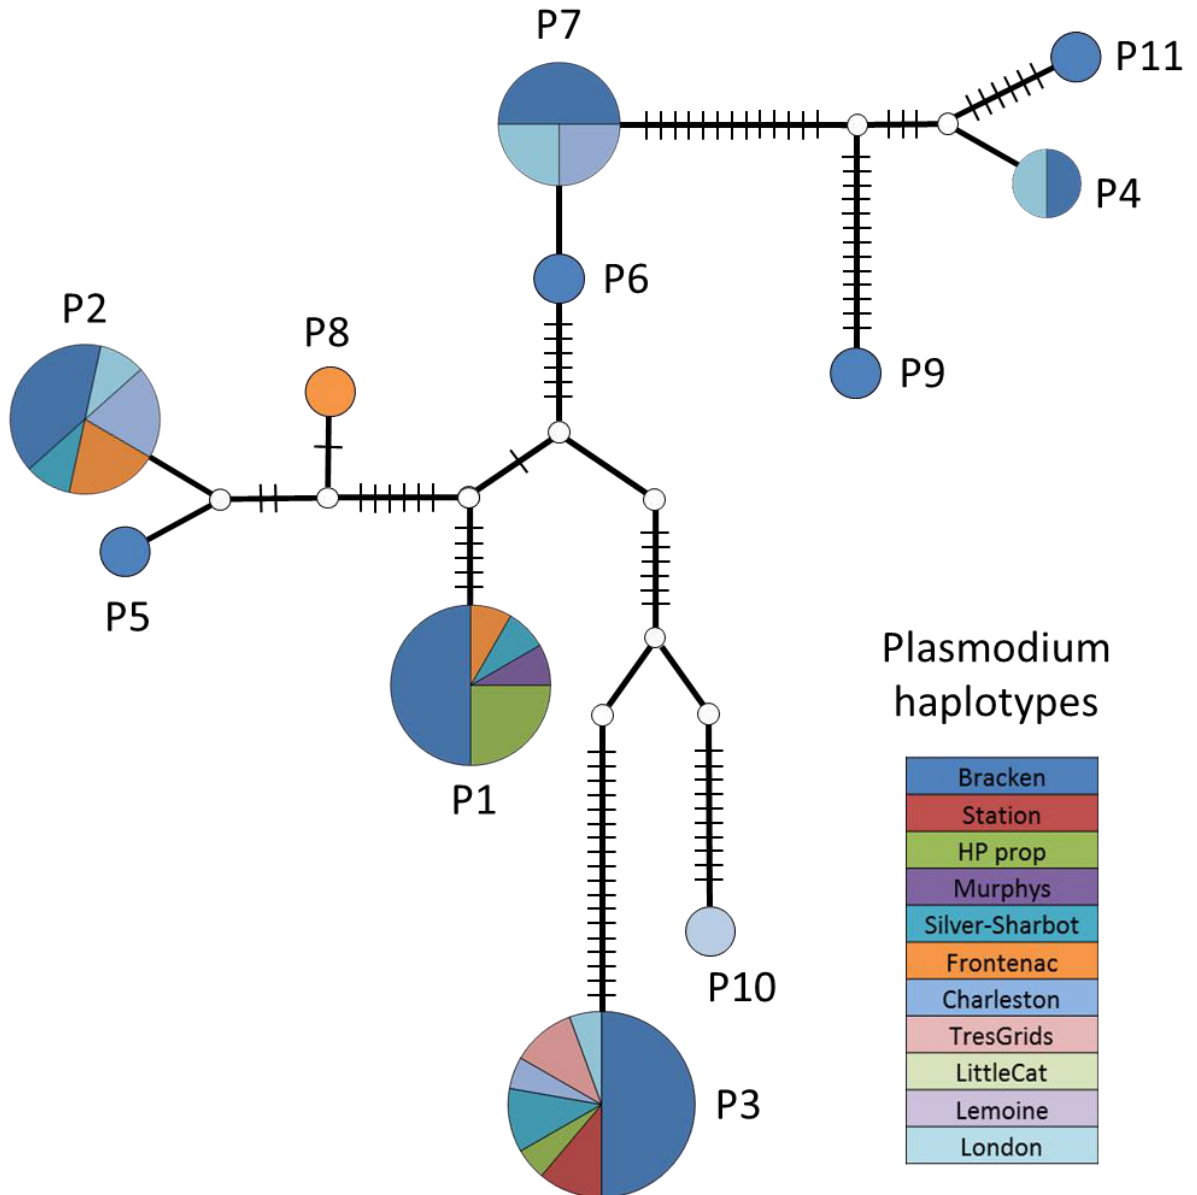 P7
P11
P4
P6
P2
P8
P9
P5
Plasmodium
haplotypes
P1
Bracken
Station
HP prop
Murphys
Silver-Sharbot
Frontenac
Charleston
TresGrids
LittleCat
Lemoine
London
P10
P3